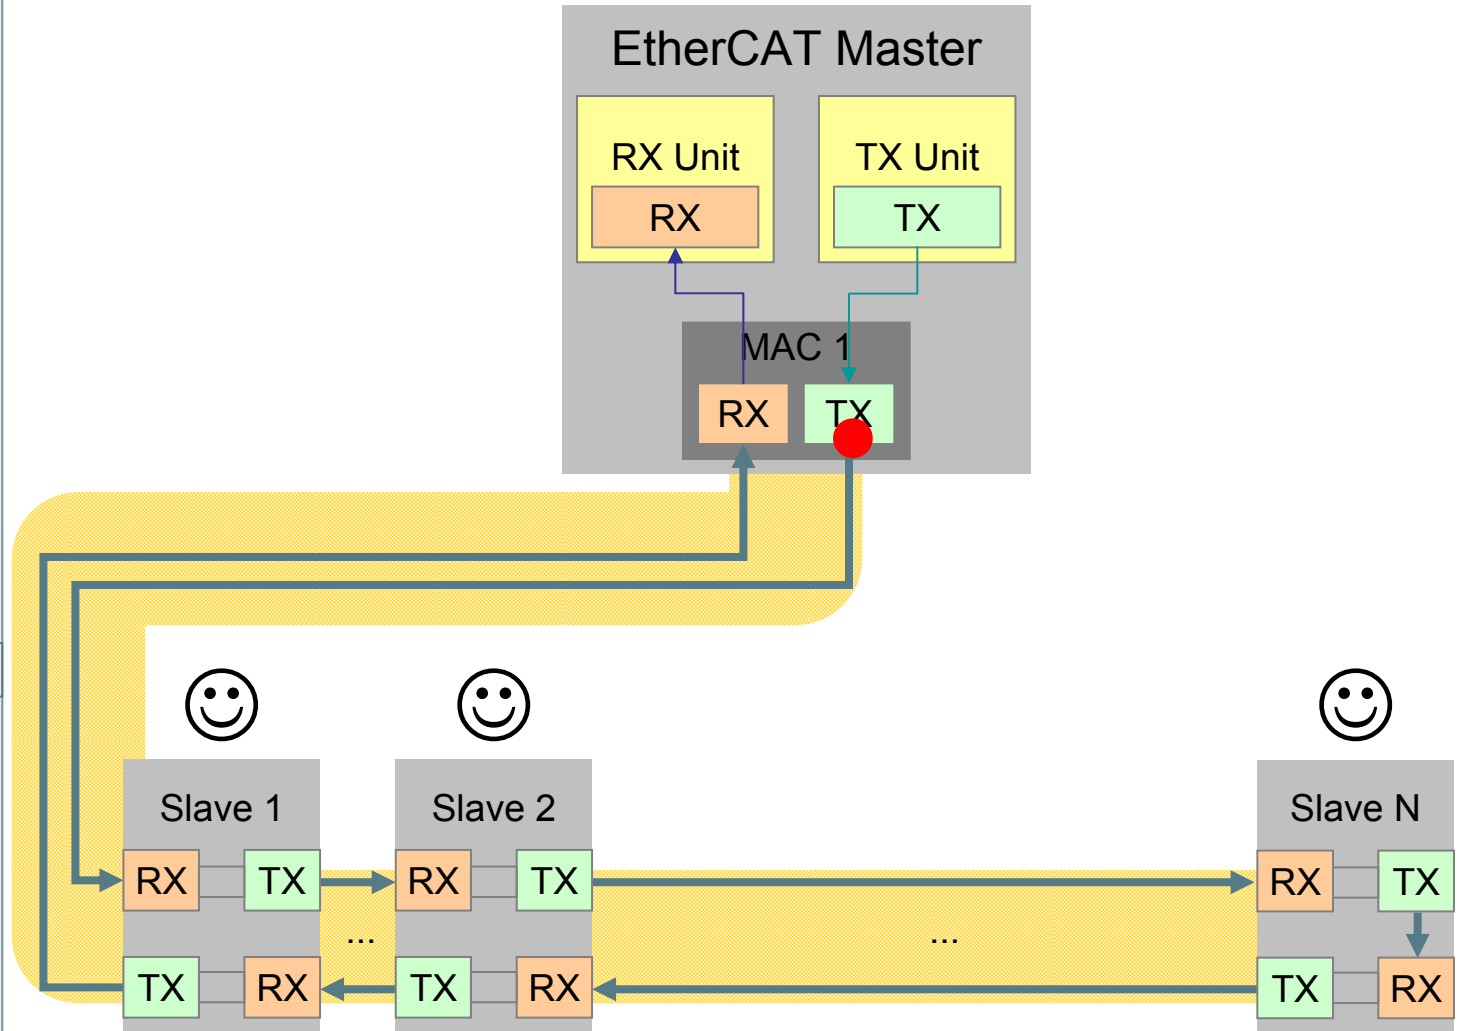 EtherCAT Master
RX Unit TX Unit
RX TX
MAC 1
RX TX
Slave 1 Slave 2 Slave N
RX TX RX TX RX TX
... ...
TX RX TX RX TX RX